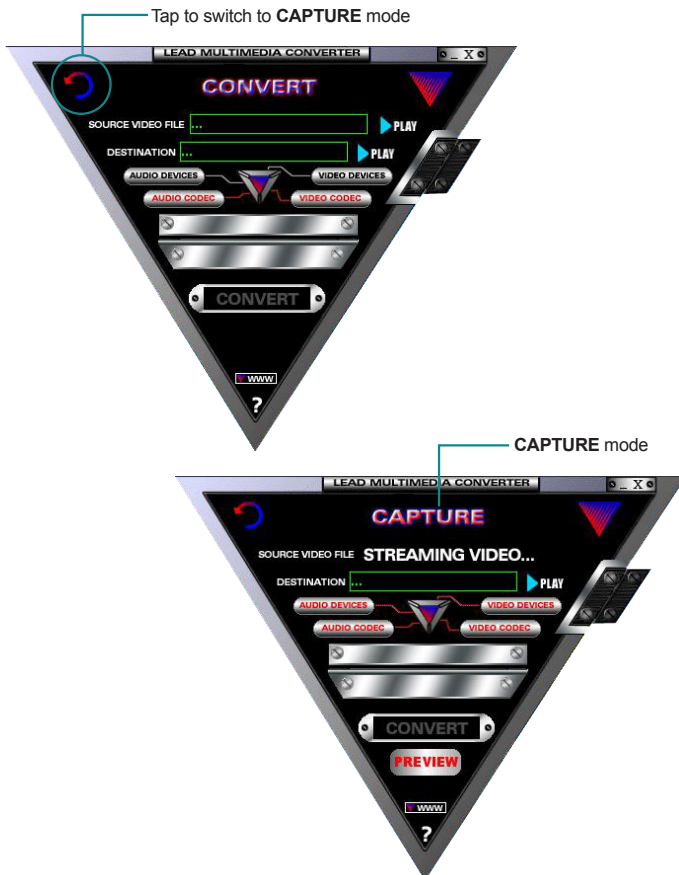 Tap to switch to CAPTURE mode
LEAD MULTIMEDIA CONVERTER
_ X
CONVERT
SOURCE VIDEO FILE ... PLAY
DESTINATION ... PLAY
AUDIO DEVICES VIDEO DEVICES
AUDIO CODEC VIDEO CODEC
CONVERT
WWW
?
CAPTURE mode
LEAD MULTIMEDIA CONVERTER
_ X
CAPTURE
SOURCE VIDEO FILE STREAMING VIDEO...
DESTINATION ... PLAY
AUDIO DEVICES VIDEO DEVICES
AUDIO CODEC VIDEO CODEC
CONVERT
PREVIEW
WWW
?